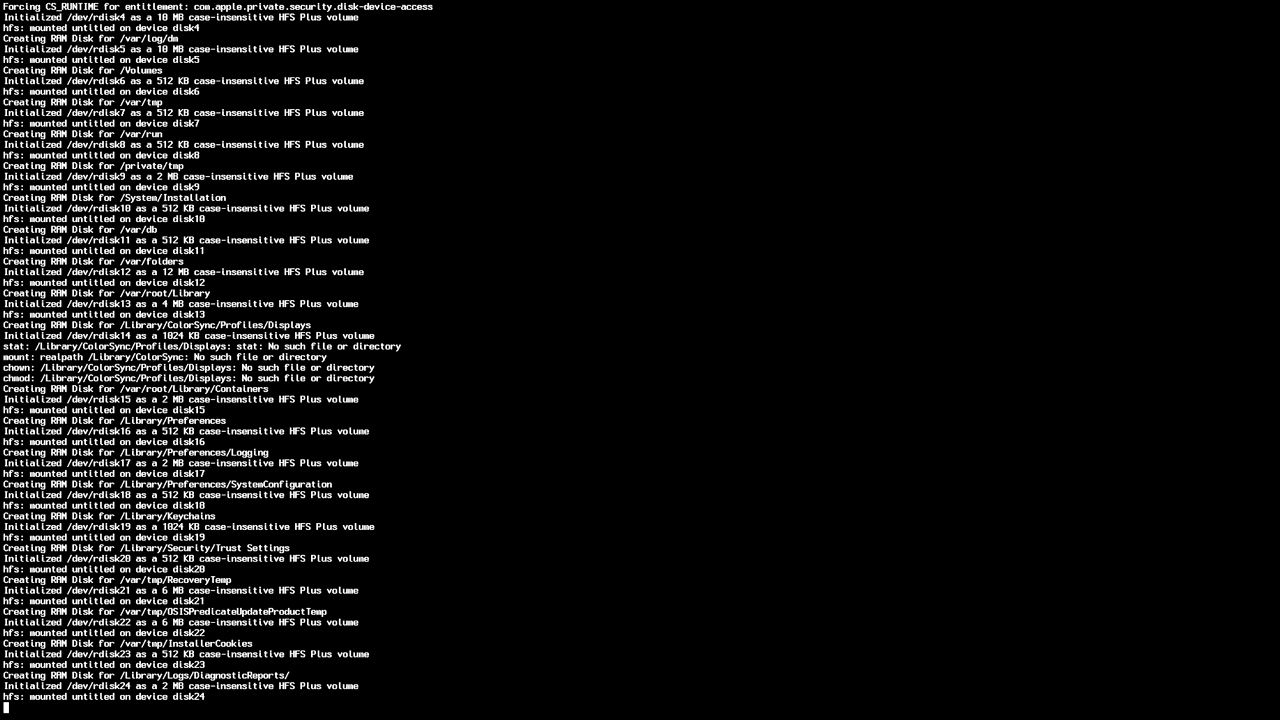 Forcing CS_RUNTIME for entitlement: com.apple.private.security.disk-device-access
Initialized /dev/rdisk4 as a 10 MB case-insensitive HFS Plus volume
hfs: mounted untitled on device disk4
Creating RAM Disk for /var/log/dm
Initialized /dev/rdisk5 as a 10 MB case-insensitive HFS Plus volume
hfs: mounted untitled on device disk5
Creating RAM Disk for /Volumes
Initialized /dev/rdisk6 as a 512 KB case-insensitive HFS Plus volume
hfs: mounted untitled on device disk6
Creating RAM Disk for /var/tmp
Initialized /dev/rdisk7 as a 512 KB case-insensitive HFS Plus volume
hfs: mounted untitled on device disk7
Creating RAM Disk for /var/run
Initialized /dev/rdisk8 as a 512 KB case-insensitive HFS Plus volume
hfs: mounted untitled on device disk8
Creating RAM Disk for /private/tmp
Initialized /dev/rdisk9 as a 2 MB case-insensitive HFS Plus volume
hfs: mounted untitled on device disk9
Creating RAM Disk for /System/Installation
Initialized /dev/rdisk10 as a 512 KB case-insensitive HFS Plus volume
hfs: mounted untitled on device disk10
Creating RAM Disk for /var/db
Initialized /dev/rdisk11 as a 512 KB case-insensitive HFS Plus volume
hfs: mounted untitled on device disk11
Creating RAM Disk for /var/folders
Initialized /dev/rdisk12 as a 12 MB case-insensitive HFS Plus volume
hfs: mounted untitled on device disk12
Creating RAM Disk for /var/root/Library
Initialized /dev/rdisk13 as a 4 MB case-insensitive HFS Plus volume
hfs: mounted untitled on device disk13
Creating RAM Disk for /Library/ColorSync/Profiles/Displays
Initialized /dev/rdisk14 as a 1024 KB case-insensitive HFS Plus volume
stat: /Library/ColorSync/Profiles/Displays: stat: No such file or directory
mount: realpath /Library/ColorSync: No such file or directory
chown: /Library/ColorSync/Profiles/Displays: No such file or directory
chmod: /Library/ColorSync/Profiles/Displays: No such file or directory
Creating RAM Disk for /var/root/Library/Containers
Initialized /dev/rdisk15 as a 2 MB case-insensitive HFS Plus volume
hfs: mounted untitled on device disk15
Creating RAM Disk for /Library/Preferences
Initialized /dev/rdisk16 as a 512 KB case-insensitive HFS Plus volume
hfs: mounted untitled on device disk16
Creating RAM Disk for /Library/Preferences/Logging
Initialized /dev/rdisk17 as a 2 MB case-insensitive HFS Plus volume
hfs: mounted untitled on device disk17
Creating RAM Disk for /Library/Preferences/SystemConfiguration
Initialized /dev/rdisk18 as a 512 KB case-insensitive HFS Plus volume
hfs: mounted untitled on device disk18
Creating RAM Disk for /Library/Keychains
Initialized /dev/rdisk19 as a 1024 KB case-insensitive HFS Plus volume
hfs: mounted untitled on device disk19
Creating RAM Disk for /Library/Security/Trust Settings
Initialized /dev/rdisk20 as a 512 KB case-insensitive HFS Plus volume
hfs: mounted untitled on device disk20
Creating RAM Disk for /var/tmp/RecoveryTemp
Initialized /dev/rdisk21 as a 6 MB case-insensitive HFS Plus volume
hfs: mounted untitled on device disk21
Creating RAM Disk for /var/tmp/OSISPredicateUpdateProductTemp
Initialized /dev/rdisk22 as a 6 MB case-insensitive HFS Plus volume
hfs: mounted untitled on device disk22
Creating RAM Disk for /var/tmp/InstallerCookies
Initialized /dev/rdisk23 as a 512 KB case-insensitive HFS Plus volume
hfs: mounted untitled on device disk23
Creating RAM Disk for /Library/Logs/DiagnosticReports/
Initialized /dev/rdisk24 as a 2 MB case-insensitive HFS Plus volume
hfs: mounted untitled on device disk24